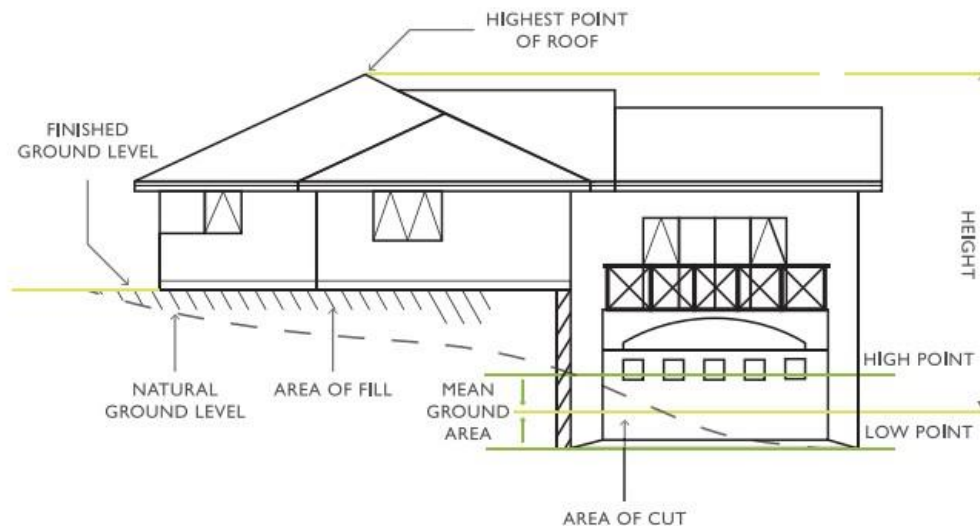 HIGHEST POINT
OF ROOF
FINISHED
GROUND LEVEL
HEIGHT
HIGH POINT
NATURAL
GROUND LEVEL
AREA OF FILL
MEAN
GROUND
AREA
LOW POINT
AREA OF CUT